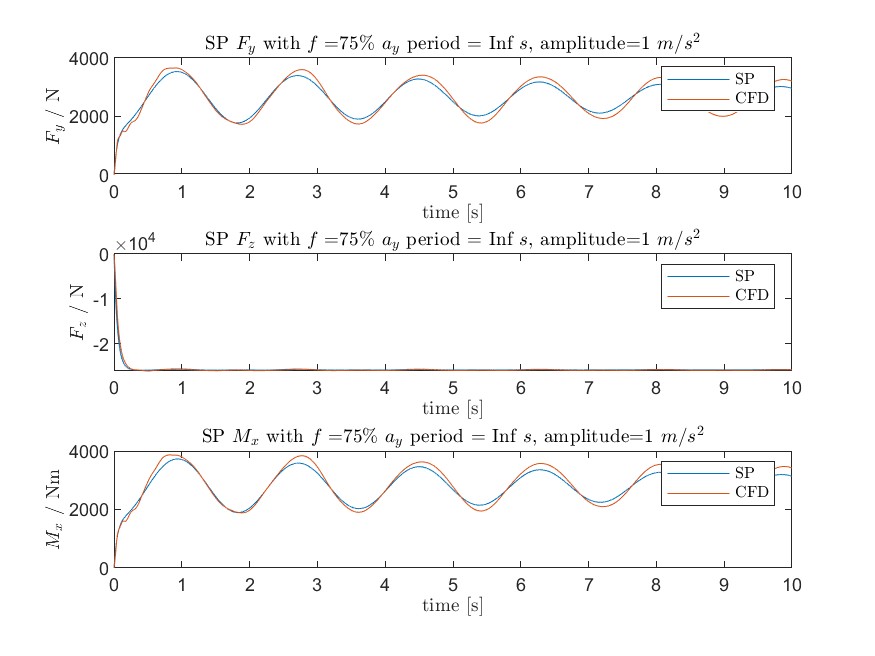 SP F_y with f =75% a_y period = Inf s, amplitude=1 m/s^2
4000
2000
0
F_y / N
SP
CFD
0 1 2 3 4 5 6 7 8 9 10
time [s]
SP F_z with f =75% a_y period = Inf s, amplitude=1 m/s^2
×10^4
0
-1
-2
F_z / N
SP
CFD
0 1 2 3 4 5 6 7 8 9 10
time [s]
SP M_x with f =75% a_y period = Inf s, amplitude=1 m/s^2
4000
2000
0
M_x / Nm
SP
CFD
0 1 2 3 4 5 6 7 8 9 10
time [s]